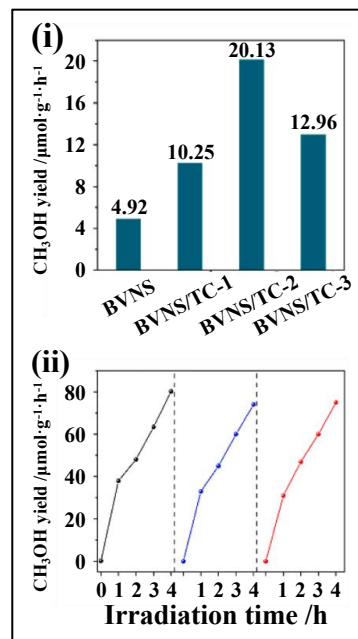 (i)
CH₃OH yield /μmol·g⁻¹·h⁻¹
20
16
12
8
4
0
4.92
10.25
20.13
12.96
BVNS
BVNS/TC-1
BVNS/TC-2
BVNS/TC-3
(ii)
CH₃OH yield /μmol·g⁻¹·h⁻¹
80
60
40
20
0
0 1 2 3 4 1 2 3 4 1 2 3 4
Irradiation time /h